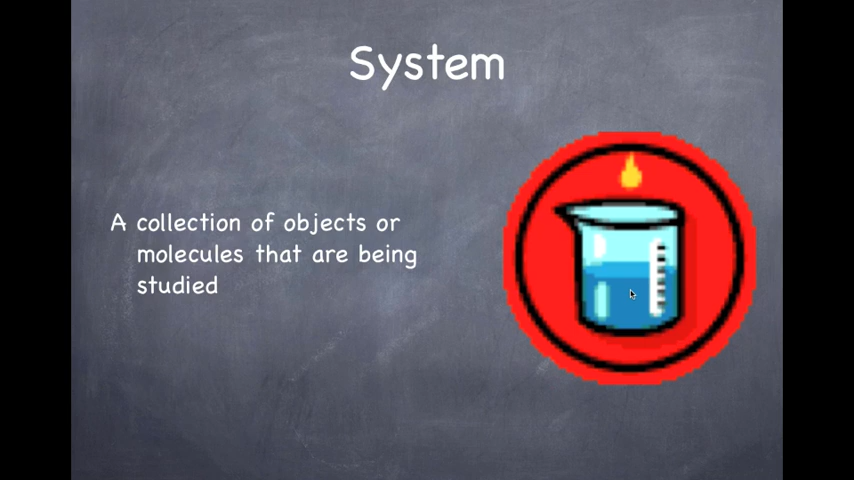 System
A collection of objects or
molecules that are being
studied